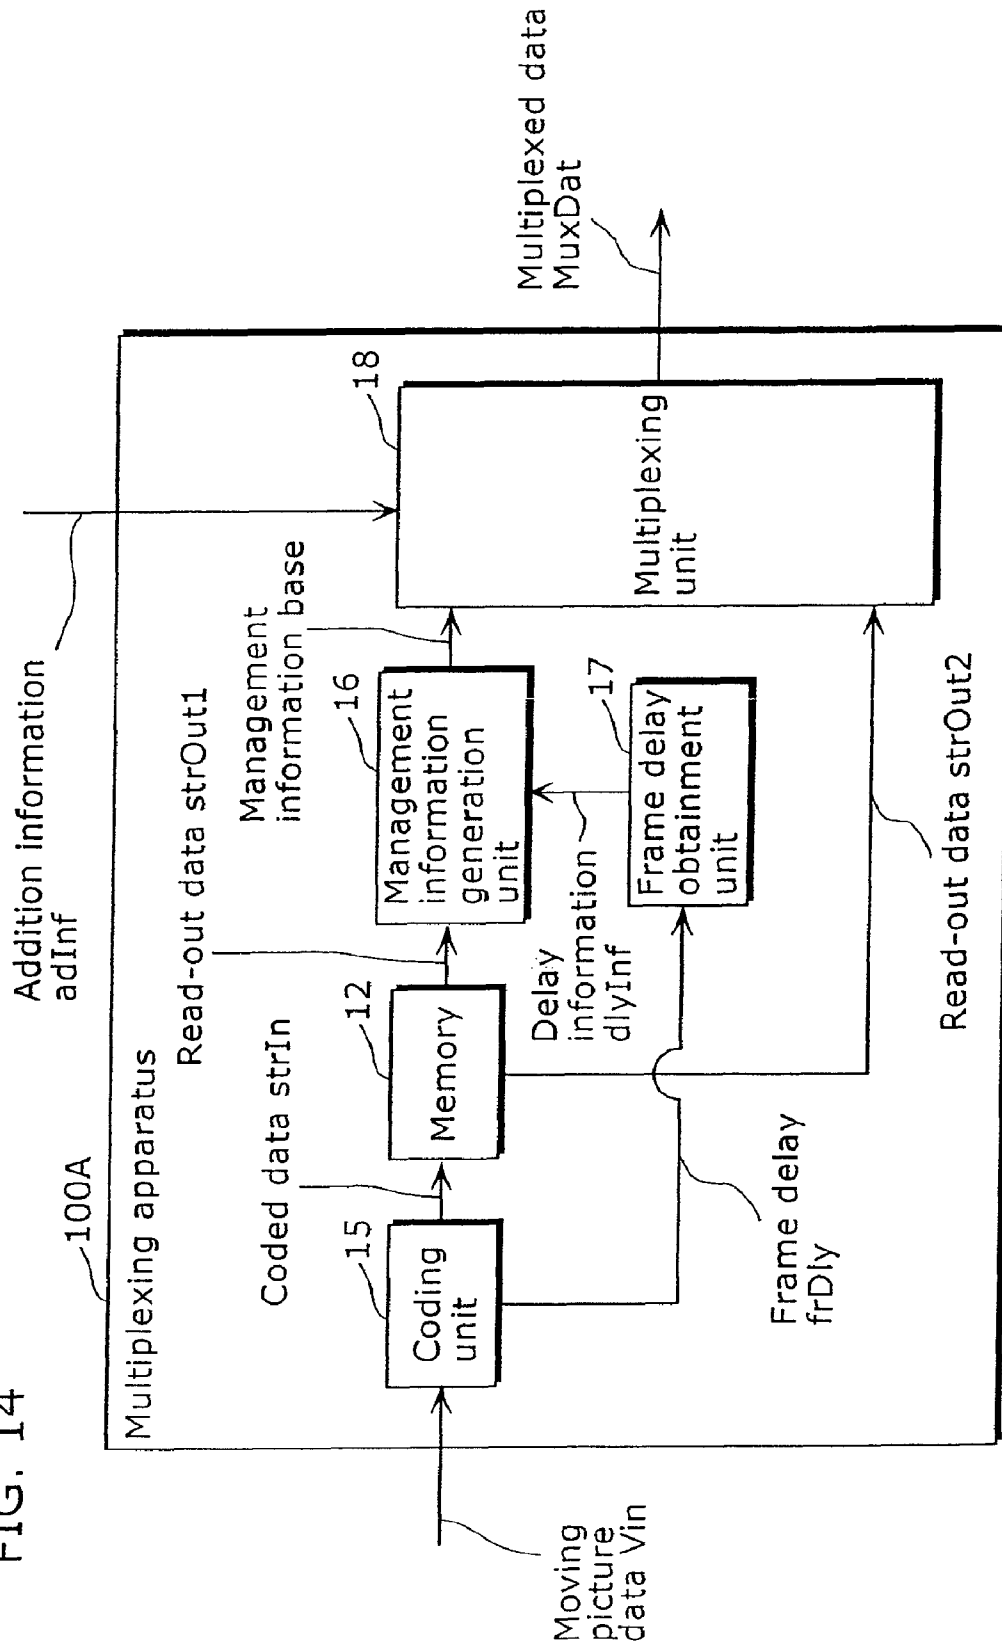 FIG. 14
100A
Multiplexing apparatus
Addition information
adInf
Moving
picture
data Vin
15
Coding
unit
Coded data strIn
12
Memory
Read-out data strOut1
16
Management
information
generation
unit
Management
information base
Delay
information
dlyInf
17
Frame delay
obtainment
unit
Frame delay
frDly
Read-out data strOut2
18
Multiplexing
unit
Multiplexed data
MuxDat